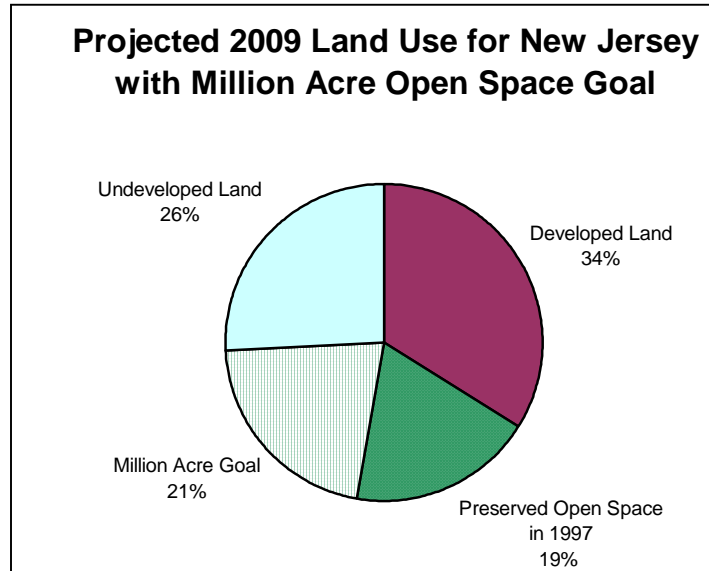 Projected 2009 Land Use for New Jersey
with Million Acre Open Space Goal
Undeveloped Land
26%
Developed Land
34%
Million Acre Goal
21%
Preserved Open Space
in 1997
19%